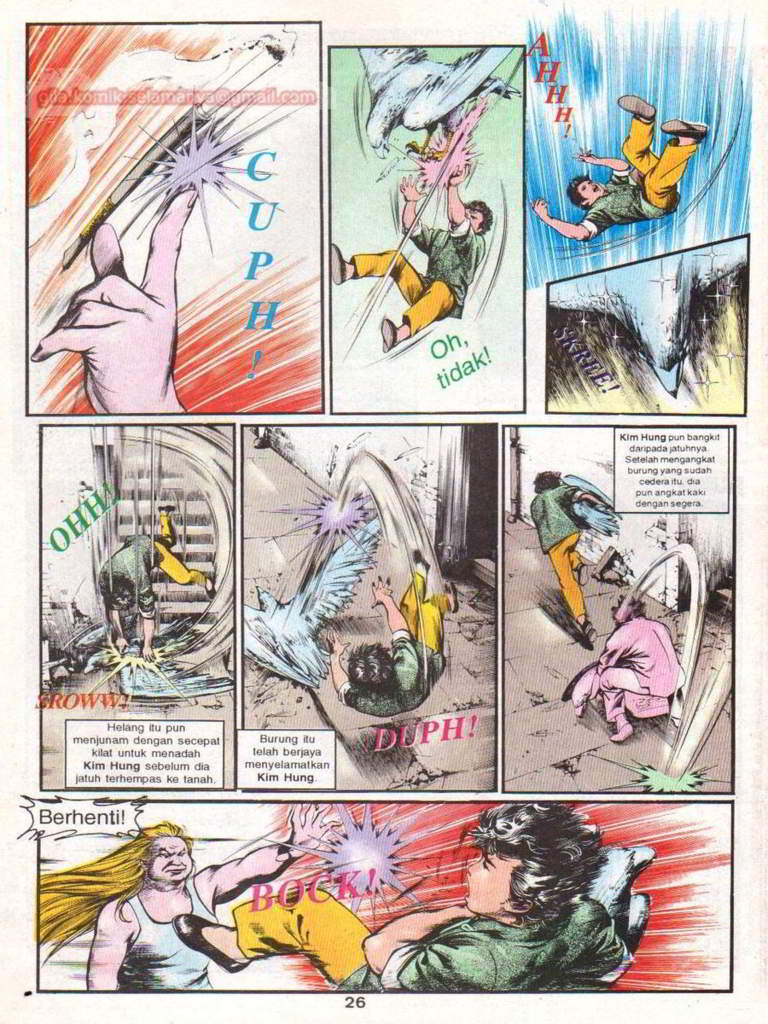 gila.komik.selamanya@gmail.com
CUPH!
Oh,
tidak!
AHHH!
SKREE!
OHH!
SROWW!
Helang itu pun
menjunam dengan secepat
kilat untuk menadah
Kim Hung sebelum dia
jatuh terhempas ke tanah.
Burung itu
telah berjaya
menyelamatkan
Kim Hung.
DUPH!
Kim Hung pun bangkit
daripada jatuhnya.
Setelah mengangkat
burung yang sudah
cedera itu, dia
pun angkat kaki
dengan segera.
Berhenti!
BOCK!
26